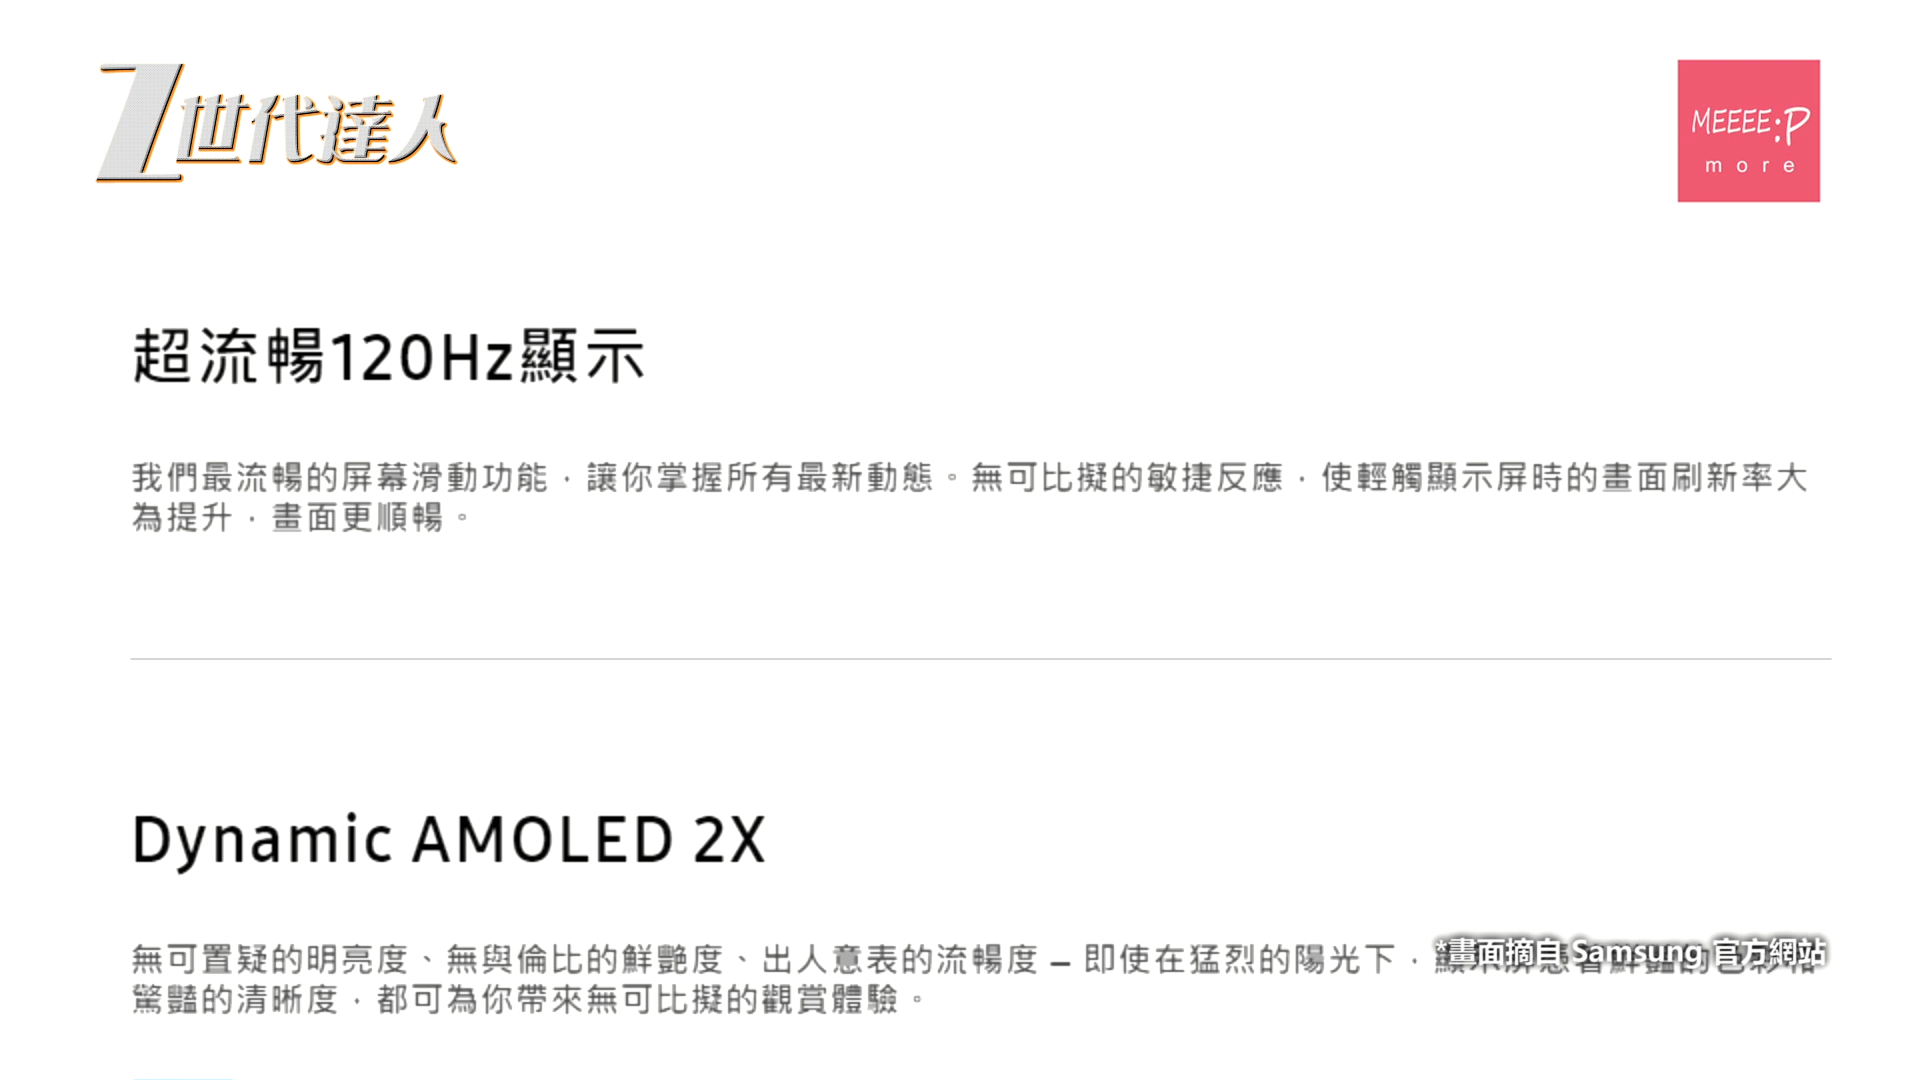 Z世代達人
MEEEE:P
more
超流暢120Hz顯示
我們最流暢的屏幕滑動功能，讓你掌握所有最新動態。無可比擬的敏捷反應，使輕觸顯示屏時的畫面刷新率大
為提升，畫面更順暢。
Dynamic AMOLED 2X
無可置疑的明亮度、無與倫比的鮮艷度、出人意表的流暢度 – 即使在猛烈的陽光下，
*畫面摘自 Samsung 官方網站
驚豔的清晰度，都可為你帶來無可比擬的觀賞體驗。